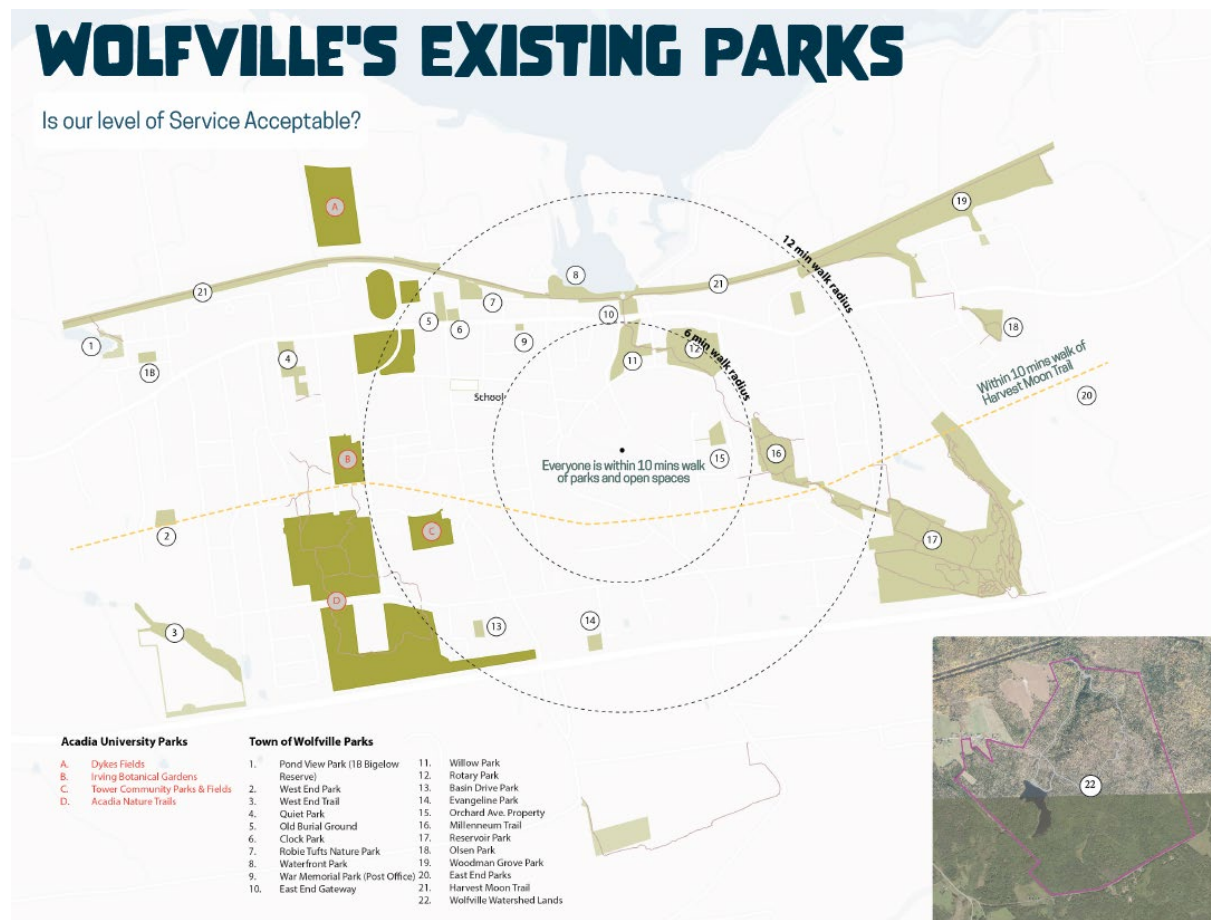 WOLFVILLE'S EXISTING PARKS
Is our level of Service Acceptable?
A
19
12 min walk radius
8
21
21
7
10
5
6
18
9
1
1B
4
11
12
6 min walk radius
Within 10 mins walk of
Harvest Moon Trail
20
School
B
15
16
Everyone is within 10 mins walk
of parks and open spaces
2
C
17
D
3
13
14
22
Acadia University Parks
A. Dykes Fields
B. Irving Botanical Gardens
C. Tower Community Parks & Fields
D. Acadia Nature Trails
Town of Wolfville Parks
1. Pond View Park (1B Bigelow
Reserve)
2. West End Park
3. West End Trail
4. Quiet Park
5. Old Burial Ground
6. Clock Park
7. Robie Tufts Nature Park
8. Waterfront Park
9. War Memorial Park (Post Office)
10. East End Gateway
11. Willow Park
12. Rotary Park
13. Basin Drive Park
14. Evangeline Park
15. Orchard Ave. Property
16. Millenneum Trail
17. Reservoir Park
18. Olsen Park
19. Woodman Grove Park
20. East End Parks
21. Harvest Moon Trail
22. Wolfville Watershed Lands